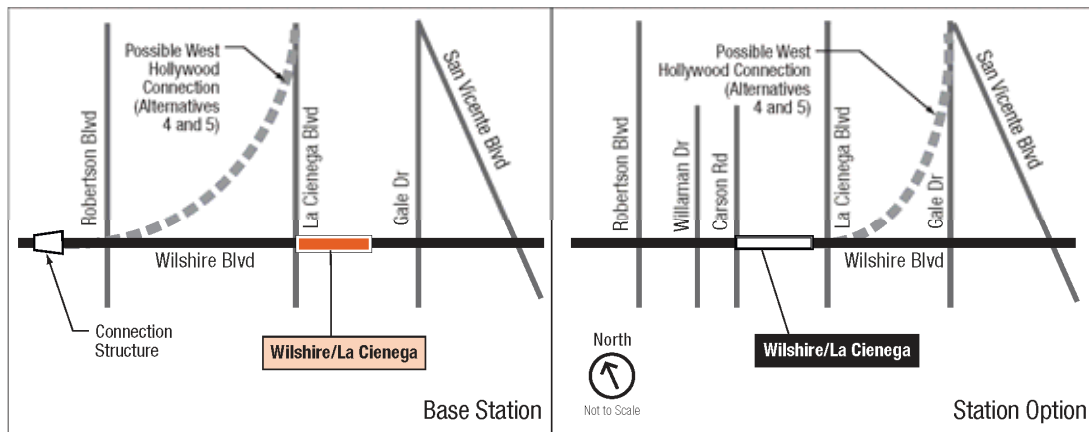 Possible West
Hollywood
Connection
(Alternatives
4 and 5)
Robertson Blvd
La Cienega Blvd
Gale Dr
San Vicente Blvd
Wilshire Blvd
Connection
Structure
Wilshire/La Cienega
Base Station
Possible West
Hollywood Connection
(Alternatives
4 and 5)
Robertson Blvd
Willaman Dr
Carson Rd
La Cienega Blvd
Gale Dr
San Vicente Blvd
Wilshire Blvd
North
Not to Scale
Wilshire/La Cienega
Station Option